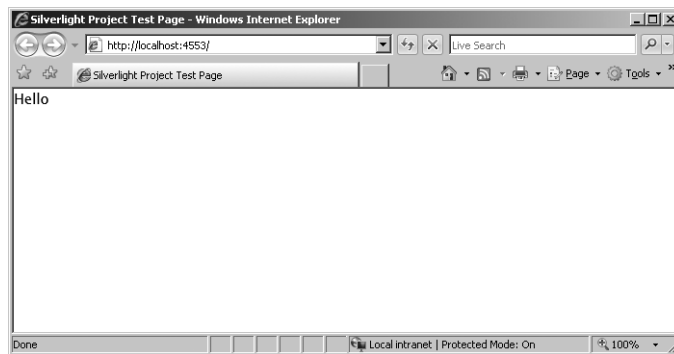 Silverlight Project Test Page - Windows Internet Explorer
http://localhost:4553/
Live Search
Silverlight Project Test Page
Page
Tools
Hello
Done
Local intranet | Protected Mode: On
100%